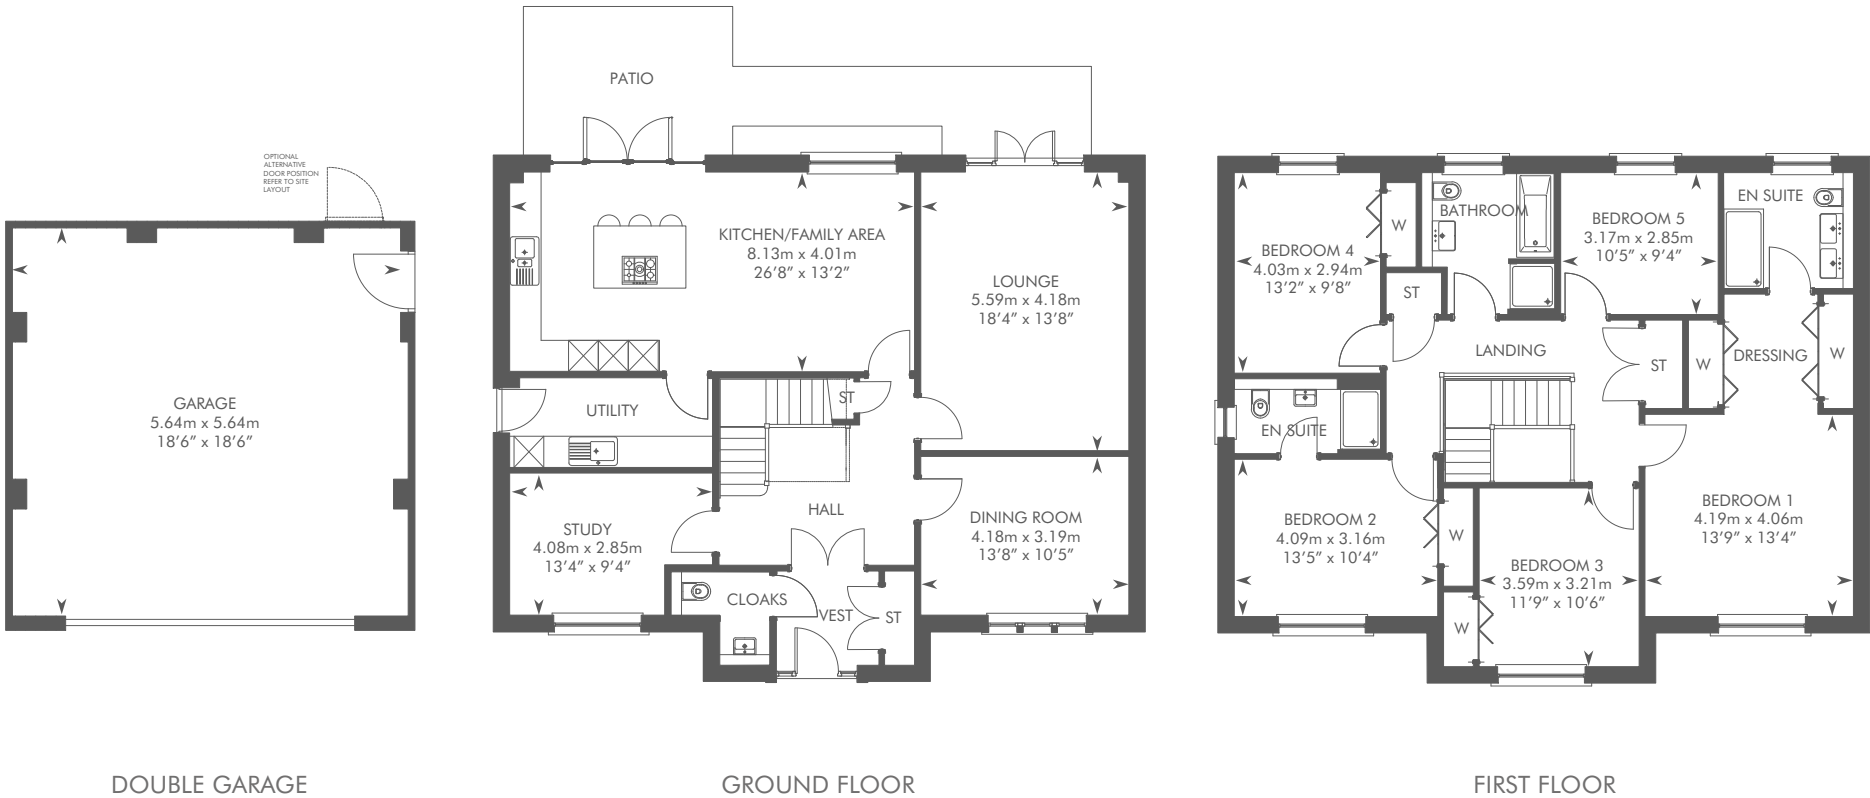 OPTIONAL
ALTERNATIVE
DOOR POSITION
REFER TO SITE
LAYOUT
GARAGE
5.64m x 5.64m
18'6" x 18'6"
DOUBLE GARAGE
PATIO
KITCHEN/FAMILY AREA
8.13m x 4.01m
26'8" x 13'2"
LOUNGE
5.59m x 4.18m
18'4" x 13'8"
UTILITY
ST
HALL
STUDY
4.08m x 2.85m
13'4" x 9'4"
DINING ROOM
4.18m x 3.19m
13'8" x 10'5"
CLOAKS
VEST
ST
GROUND FLOOR
BEDROOM 4
4.03m x 2.94m
13'2" x 9'8"
W
BATHROOM
BEDROOM 5
3.17m x 2.85m
10'5" x 9'4"
EN SUITE
ST
LANDING
ST
W
DRESSING
W
EN SUITE
BEDROOM 2
4.09m x 3.16m
13'5" x 10'4"
W
BEDROOM 3
3.59m x 3.21m
11'9" x 10'6"
W
BEDROOM 1
4.19m x 4.06m
13'9" x 13'4"
FIRST FLOOR